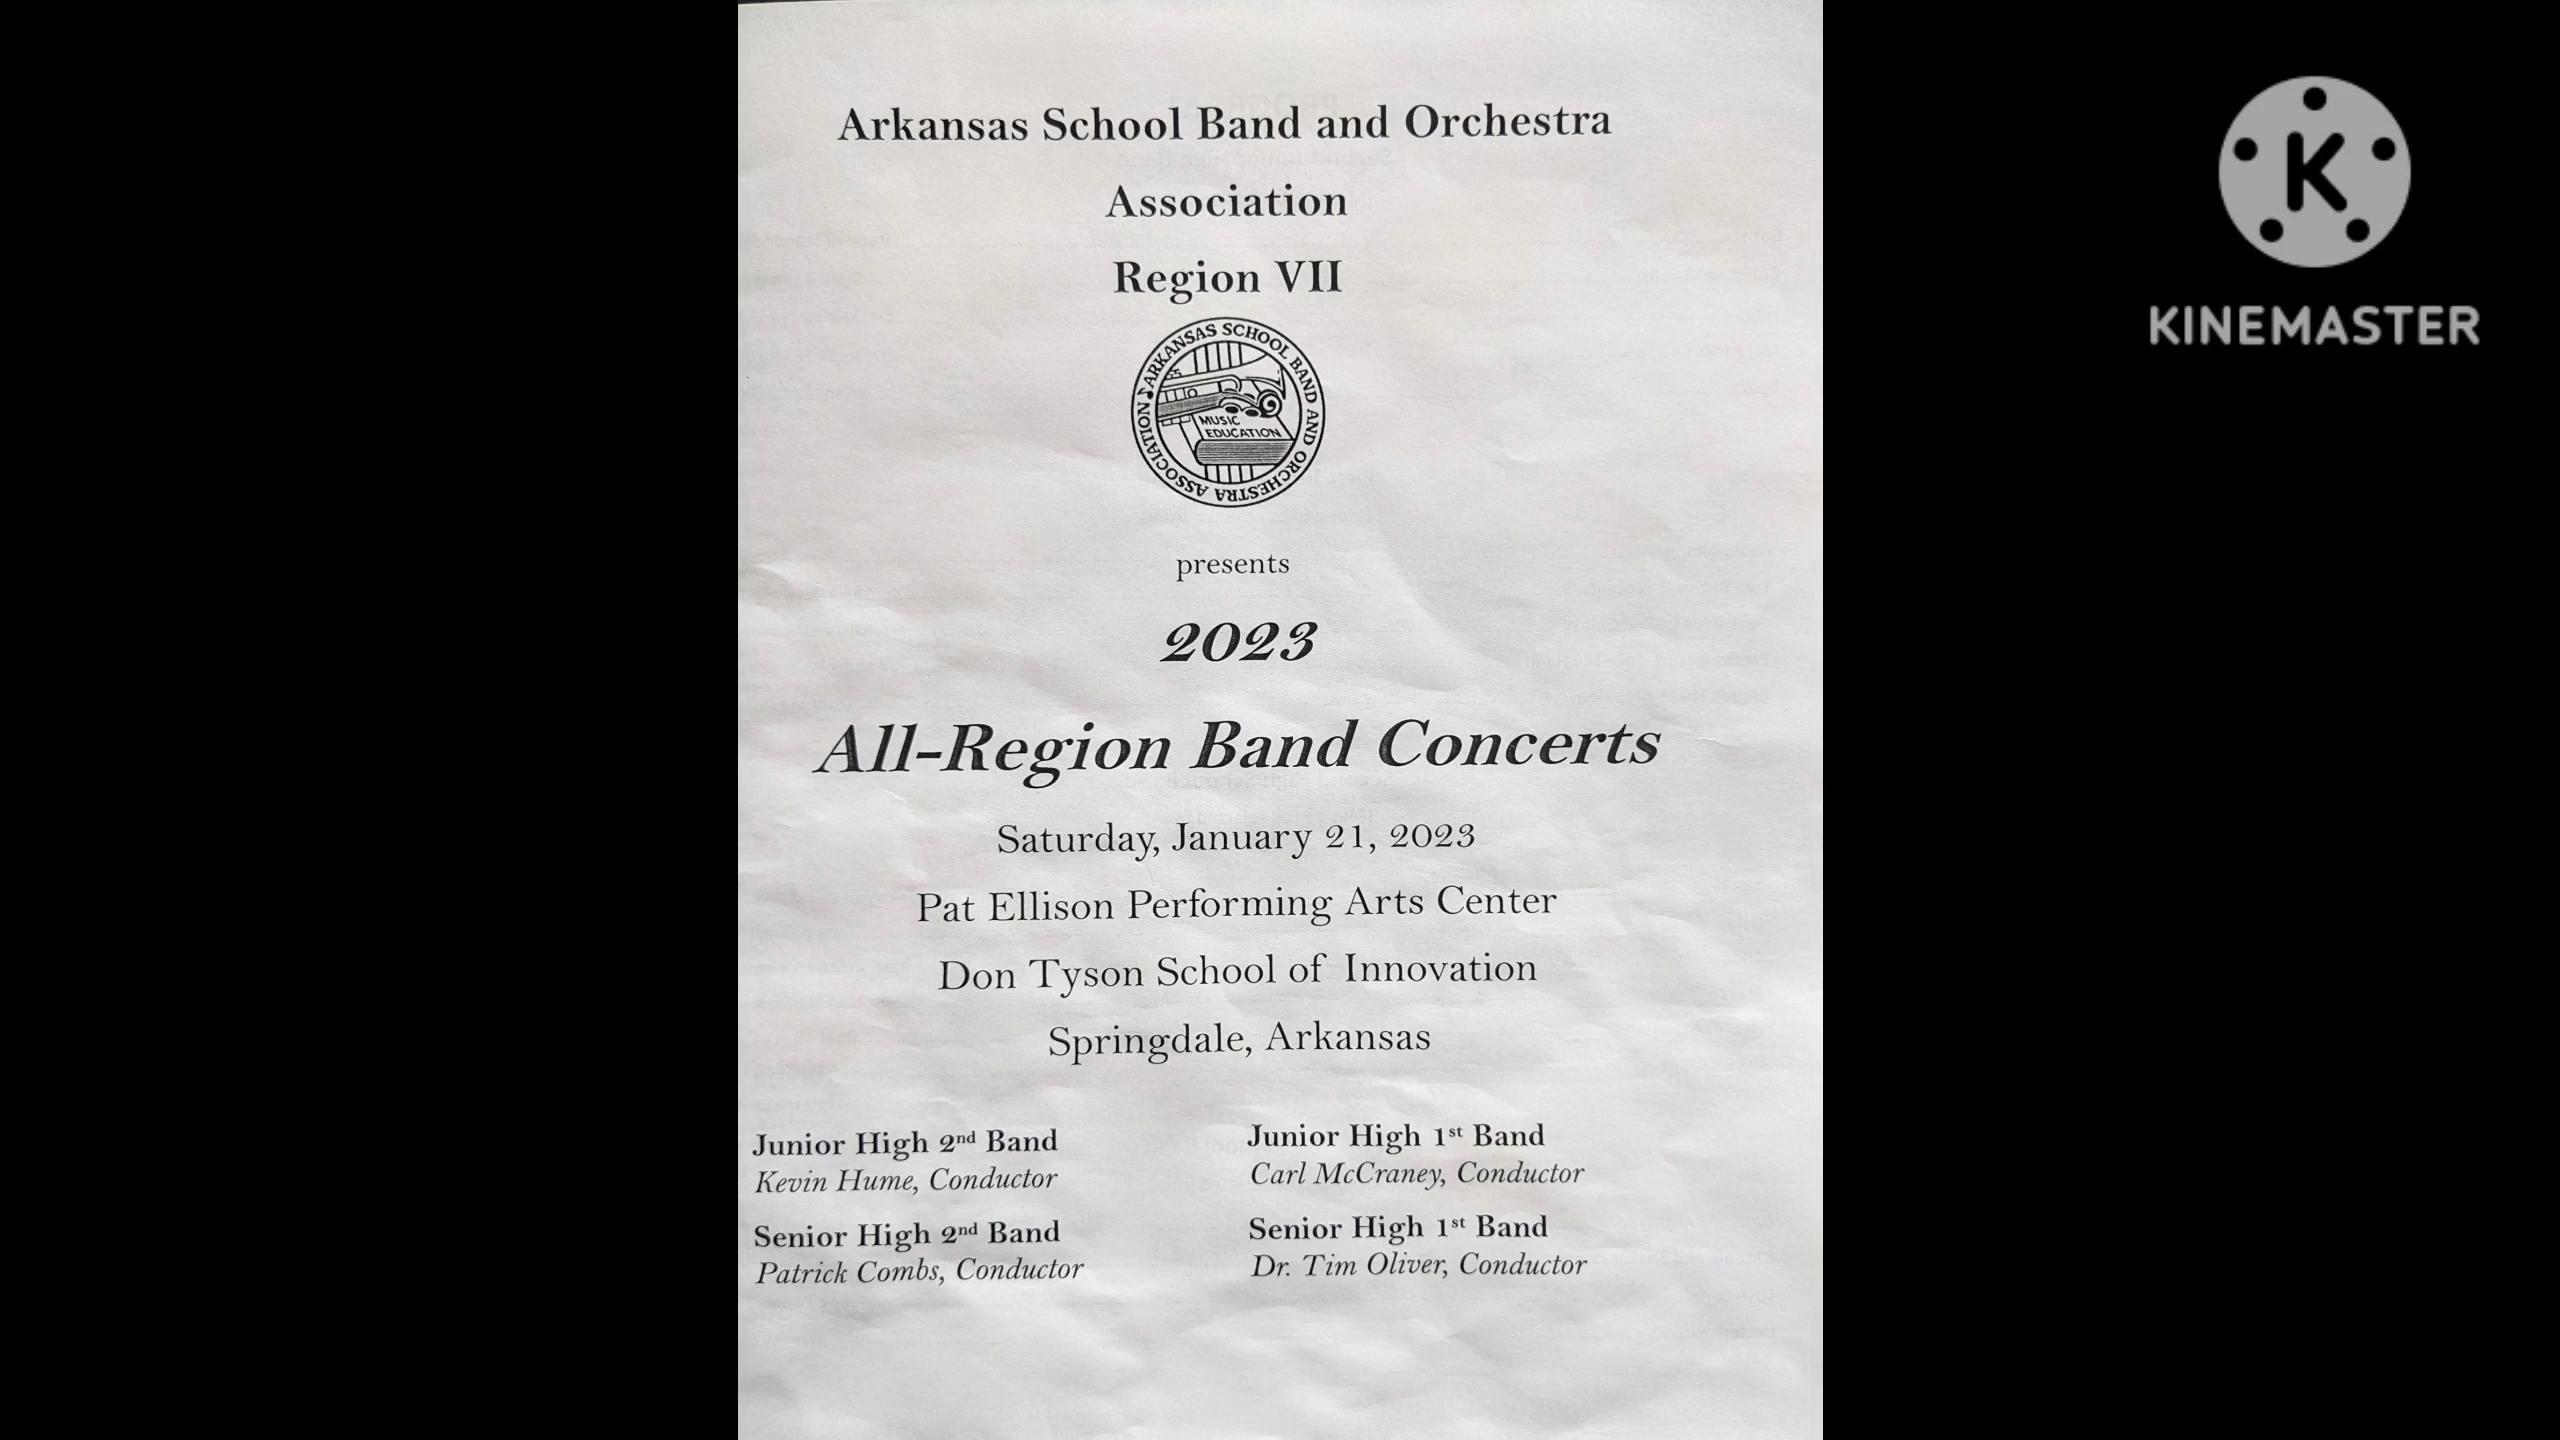 Arkansas School Band and Orchestra
Association
Region VII
ARKANSAS SCHOOL BAND AND ORCHESTRA ASSOCIATION
MUSIC
EDUCATION
presents
2023
All-Region Band Concerts
Saturday, January 21, 2023
Pat Ellison Performing Arts Center
Don Tyson School of Innovation
Springdale, Arkansas
Junior High 2nd Band
Kevin Hume, Conductor
Senior High 2nd Band
Patrick Combs, Conductor
Junior High 1st Band
Carl McCraney, Conductor
Senior High 1st Band
Dr. Tim Oliver, Conductor
K
KINEMASTER